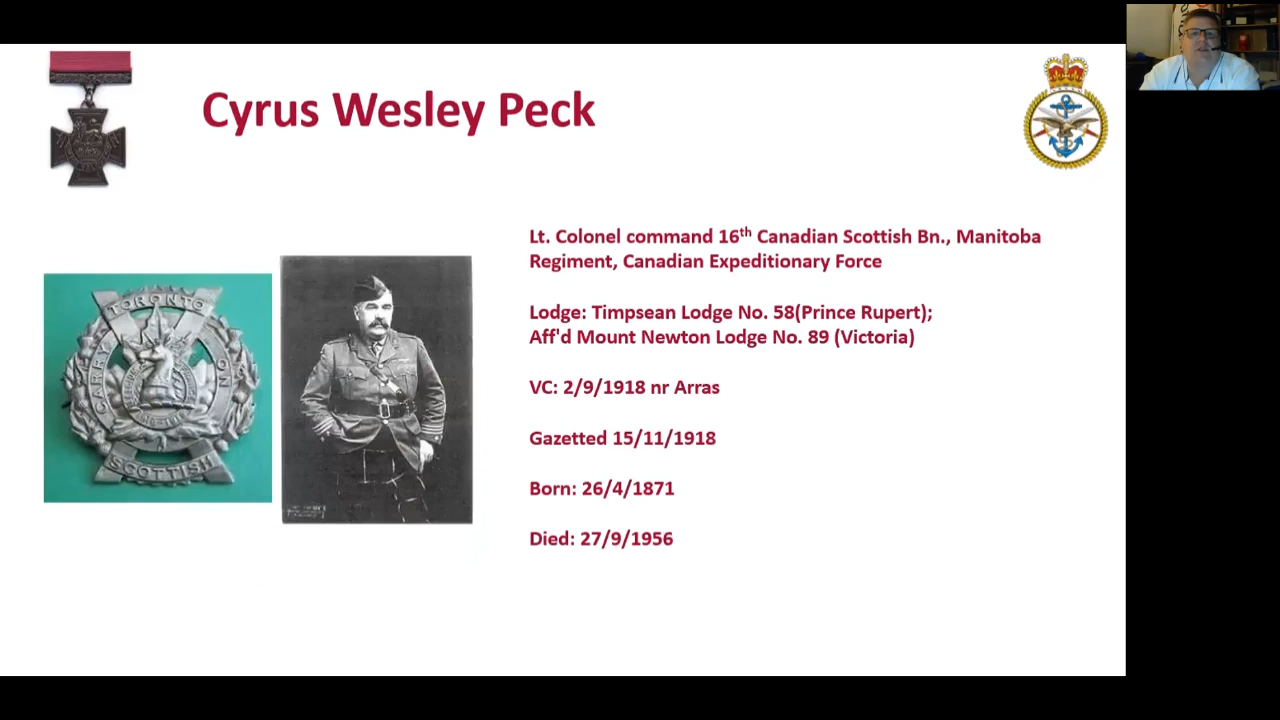 Cyrus Wesley Peck
Lt. Colonel command 16th Canadian Scottish Bn., Manitoba
Regiment, Canadian Expeditionary Force
Lodge: Timpsean Lodge No. 58(Prince Rupert);
Aff'd Mount Newton Lodge No. 89 (Victoria)
VC: 2/9/1918 nr Arras
Gazetted 15/11/1918
Born: 26/4/1871
Died: 27/9/1956
TORONTO
CARRY ON
SCOTTISH